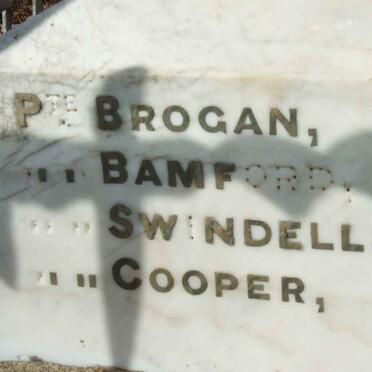 PTE BROGAN,
" " BAMFORD,
" " SWINDELL
" " COOPER,